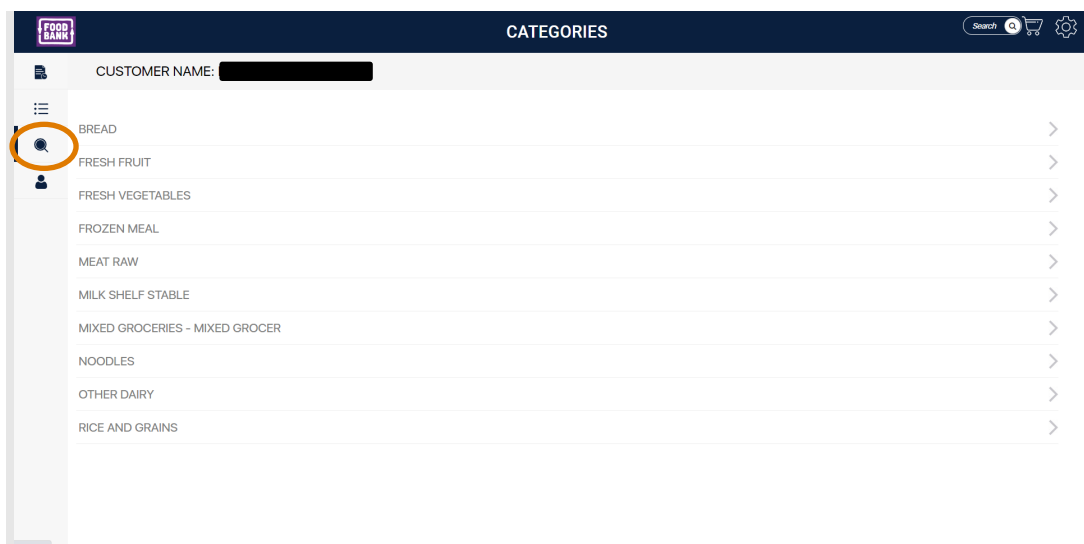 FOOD
BANK
CATEGORIES
Search
CUSTOMER NAME:
BREAD
FRESH FRUIT
FRESH VEGETABLES
FROZEN MEAL
MEAT RAW
MILK SHELF STABLE
MIXED GROCERIES - MIXED GROCER
NOODLES
OTHER DAIRY
RICE AND GRAINS